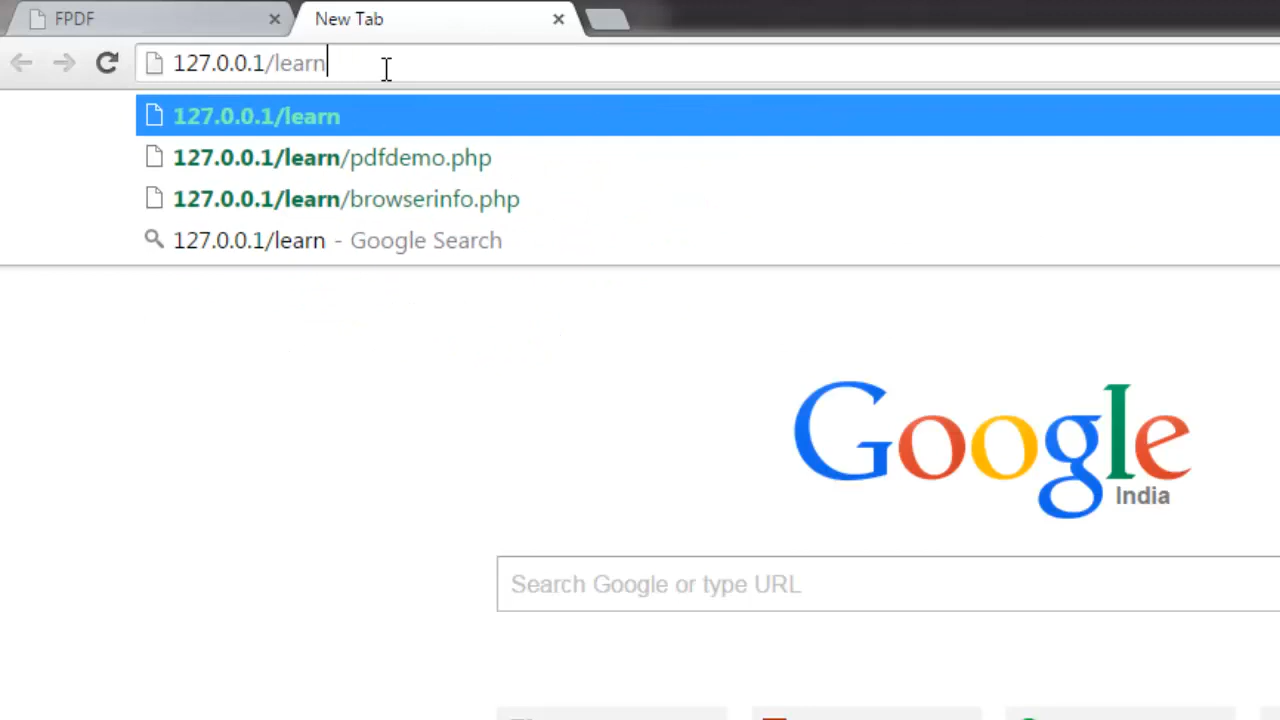 FPDF
New Tab
127.0.0.1/learn
127.0.0.1/learn
127.0.0.1/learn/pdfdemo.php
127.0.0.1/learn/browserinfo.php
127.0.0.1/learn - Google Search
Google
India
Search Google or type URL